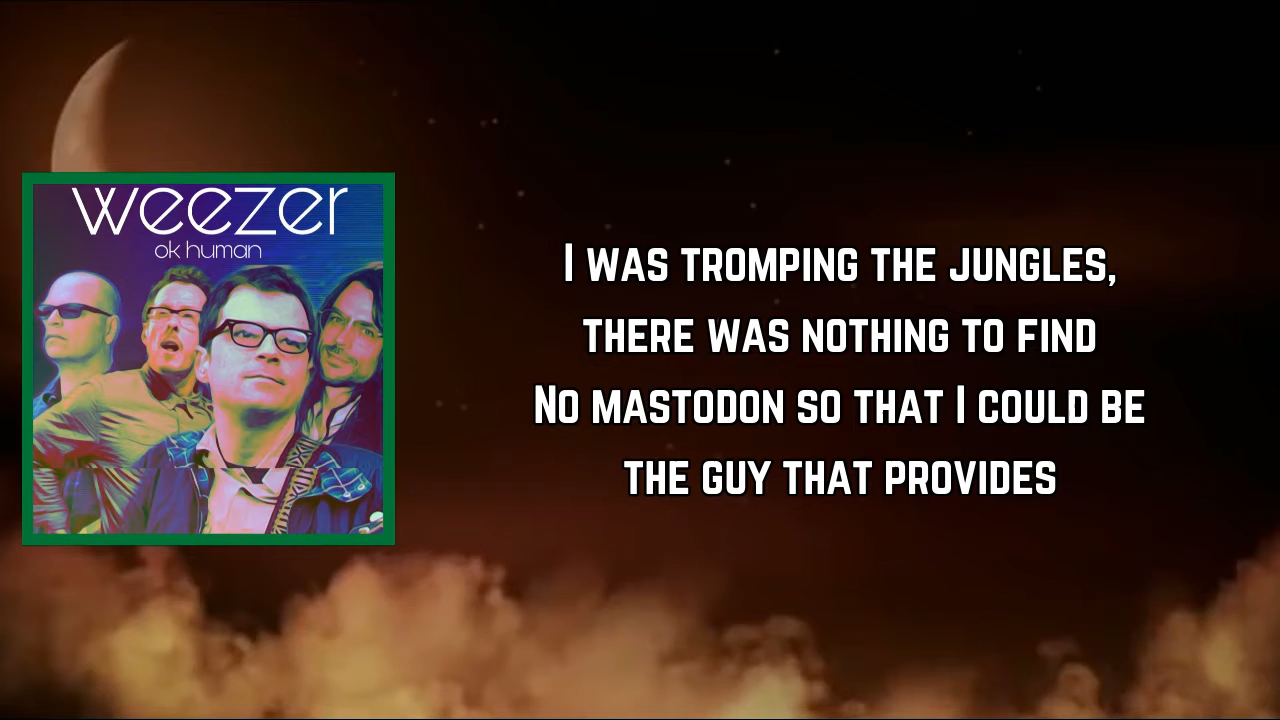 weezer
ok human
I WAS TROMPING THE JUNGLES,
THERE WAS NOTHING TO FIND
NO MASTODON SO THAT I COULD BE
THE GUY THAT PROVIDES